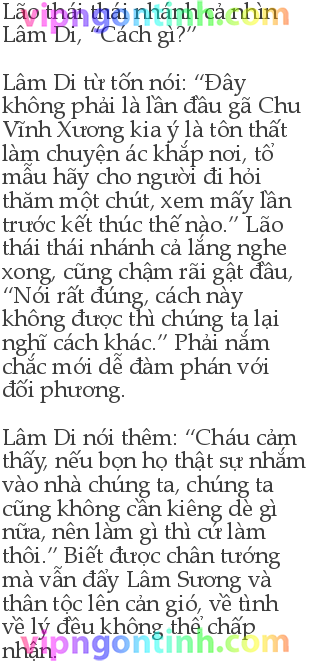 Lão thái thái nhánh cả nhìn
vipngontinh.com
Lâm Di, “Cách gì?”
Lâm Di từ tốn nói: “Đây
không phải là lần đầu gã Chu
Vĩnh Xương kia ý là tôn thất
làm chuyện ác khắp nơi, tổ
mẫu hãy cho người đi hỏi
thăm một chút, xem mấy lần
trước kết thúc thế nào.” Lão
thái thái nhánh cả lắng nghe
xong, cũng chậm rãi gật đầu,
“Nói rất đúng, cách này
không được thì chúng ta lại
nghĩ cách khác.” Phải nắm
chắc mới dễ đàm phán với
đối phương.
Lâm Di nói thêm: “Cháu cảm
thấy, nếu bọn họ thật sự nhắm
vào nhà chúng ta, chúng ta
cũng không cần kiêng dè gì
nữa, nên làm gì thì cứ làm
thôi.” Biết được chân tướng
mà vẫn đẩy Lâm Sương và
thân tộc lên cản gió, về tình
về lý đều không thể chấp
vipngontinh.com
nhận.